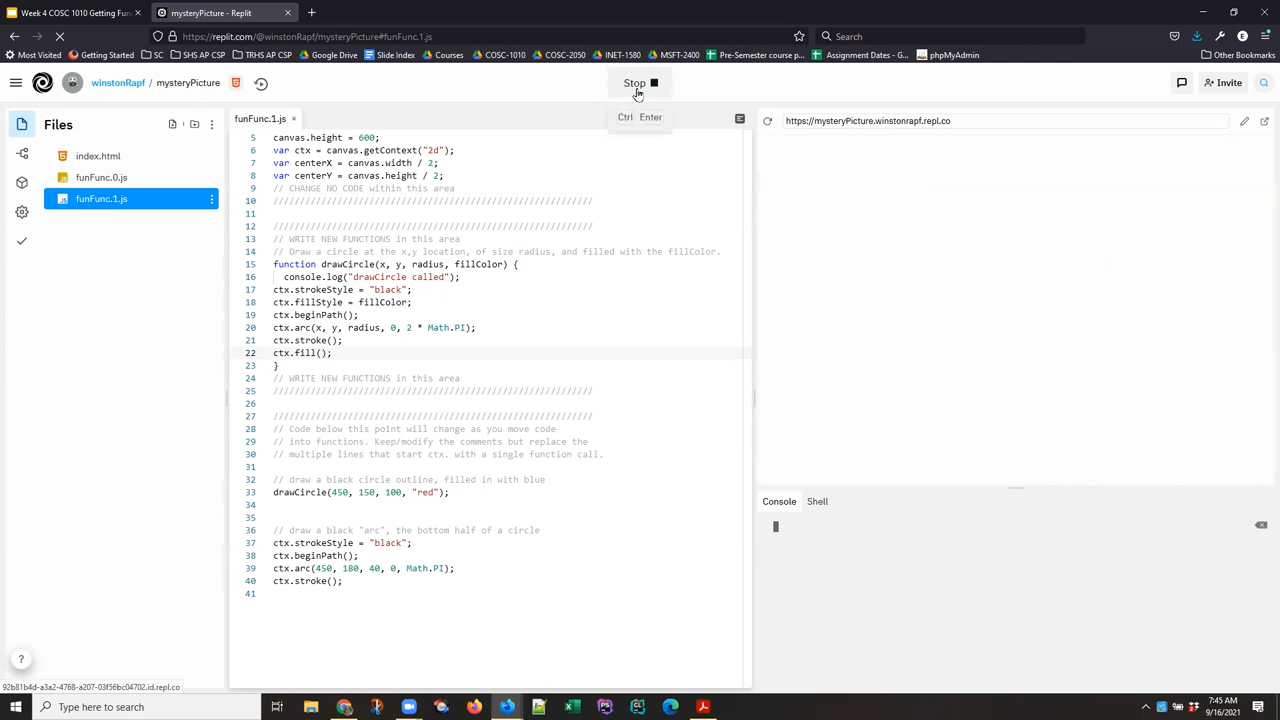 Week 4 COSC 1010 Getting Fun
mysteryPicture - Replit
https://replit.com/@winstonRapf/mysteryPicture#funFunc.1.js
Search
Most Visited
Getting Started
SC
SHS AP CSP
TRHS AP CSP
Google Drive
Slide Index
Courses
COSC-1010
COSC-2050
INET-1580
MSFT-2400
Pre-Semester course p...
Assignment Dates - G...
phpMyAdmin
Other Bookmarks
winstonRapf / mysteryPicture
Stop
Invite
Ctrl Enter
Files
index.html
funFunc.0.js
funFunc.1.js
funFunc.1.js
5 canvas.height = 600;
6 var ctx = canvas.getContext("2d");
7 var centerX = canvas.width / 2;
8 var centerY = canvas.height / 2;
9 // CHANGE NO CODE within this area
10 ////////////////////////////////////////////////////////////
11
12 ////////////////////////////////////////////////////////////
13 // WRITE NEW FUNCTIONS in this area
14 // Draw a circle at the x,y location, of size radius, and filled with the fillColor.
15 function drawCircle(x, y, radius, fillColor) {
16 console.log("drawCircle called");
17 ctx.strokeStyle = "black";
18 ctx.fillStyle = fillColor;
19 ctx.beginPath();
20 ctx.arc(x, y, radius, 0, 2 * Math.PI);
21 ctx.stroke();
22 ctx.fill();
23 }
24 // WRITE NEW FUNCTIONS in this area
25 ////////////////////////////////////////////////////////////
26
27 ////////////////////////////////////////////////////////////
28 // Code below this point will change as you move code
29 // into functions. Keep/modify the comments but replace the
30 // multiple lines that start ctx. with a single function call.
31
32 // draw a black circle outline, filled in with blue
33 drawCircle(450, 150, 100, "red");
34
35
36 // draw a black "arc", the bottom half of a circle
37 ctx.strokeStyle = "black";
38 ctx.beginPath();
39 ctx.arc(450, 180, 40, 0, Math.PI);
40 ctx.stroke();
41
https://mysteryPicture.winstonrapf.repl.co
Console
Shell
?
92b81b4d-a3a2-4768-a207-03f56bc04702.id.repl.co
Type here to search
7:45 AM
9/16/2021